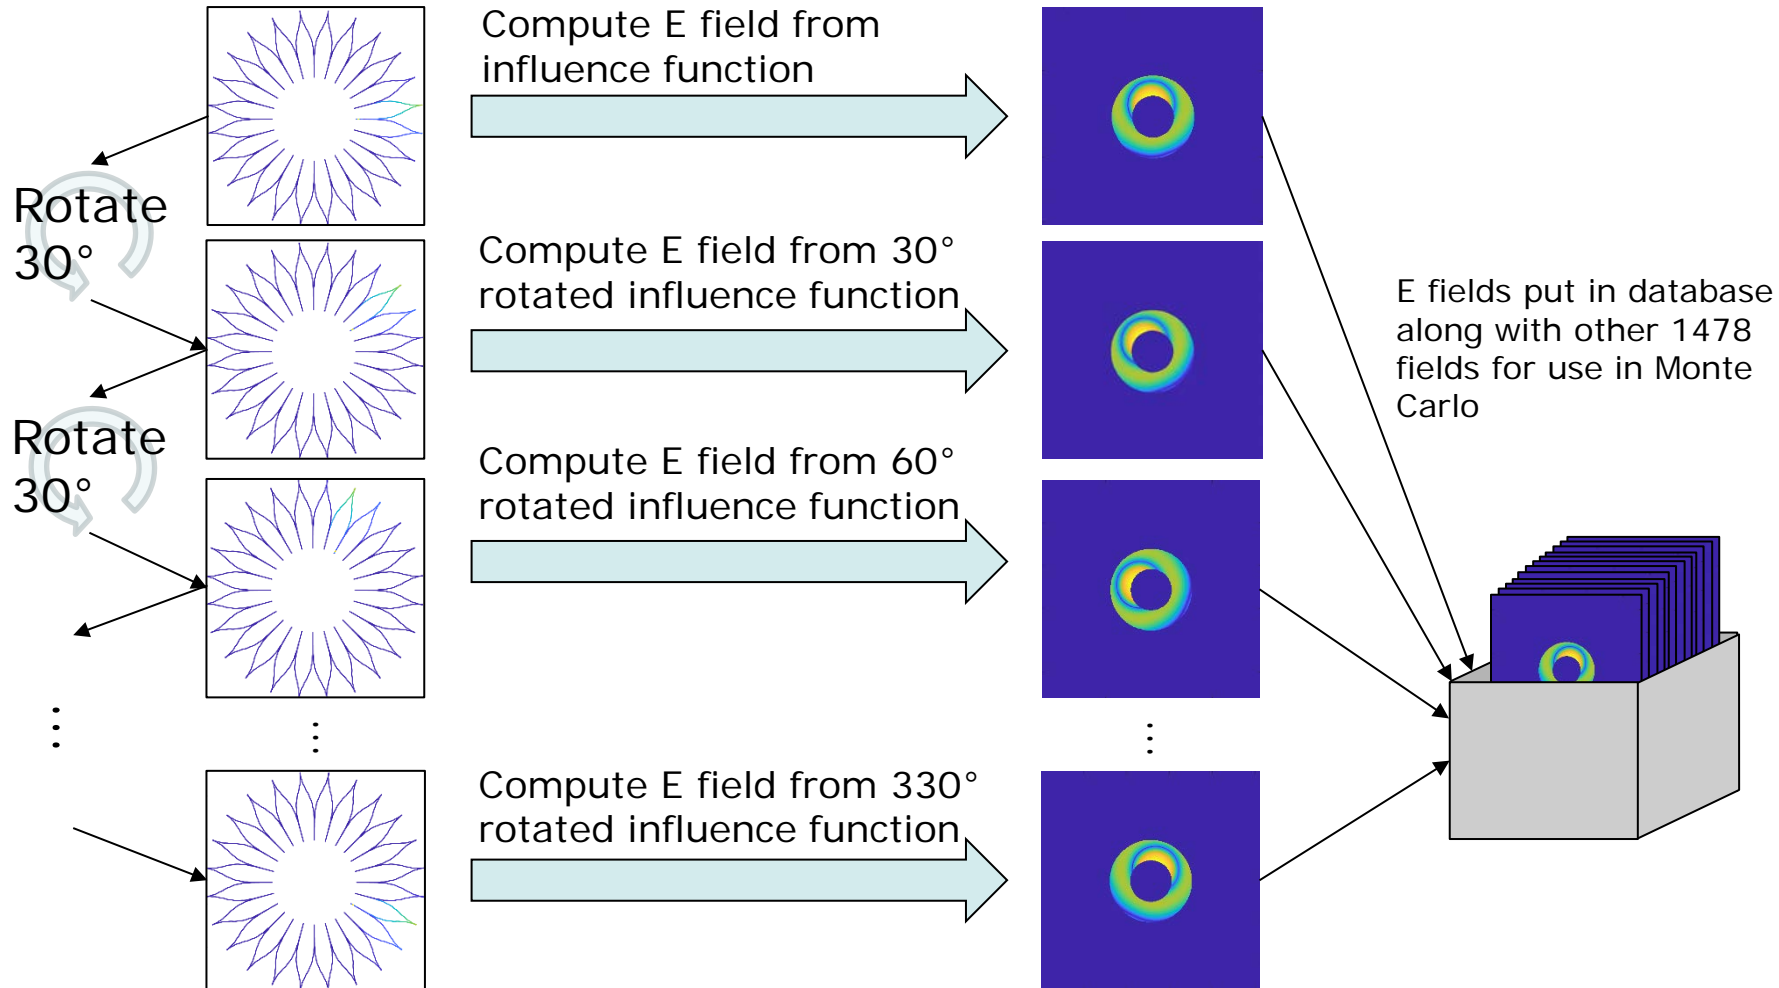 Compute E field from
influence function
Rotate
30°
Compute E field from 30°
rotated influence function
E fields put in database
along with other 1478
fields for use in Monte
Carlo
Rotate
30°
Compute E field from 60°
rotated influence function
...
...
...
Compute E field from 330°
rotated influence function